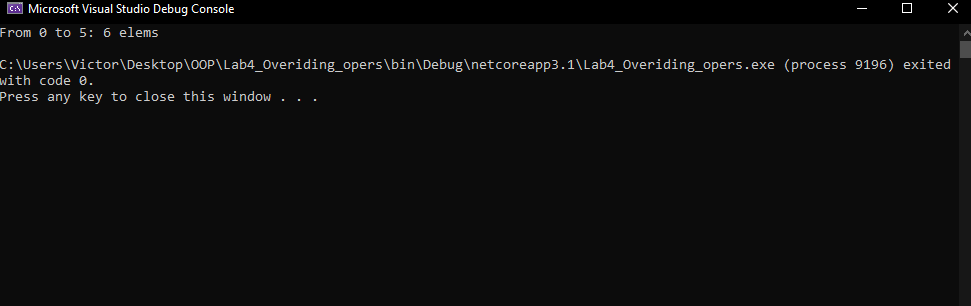 Microsoft Visual Studio Debug Console
From 0 to 5: 6 elems
C:\Users\Victor\Desktop\OOP\Lab4_Overiding_opers\bin\Debug\netcoreapp3.1\Lab4_Overiding_opers.exe (process 9196) exited
with code 0.
Press any key to close this window . . .